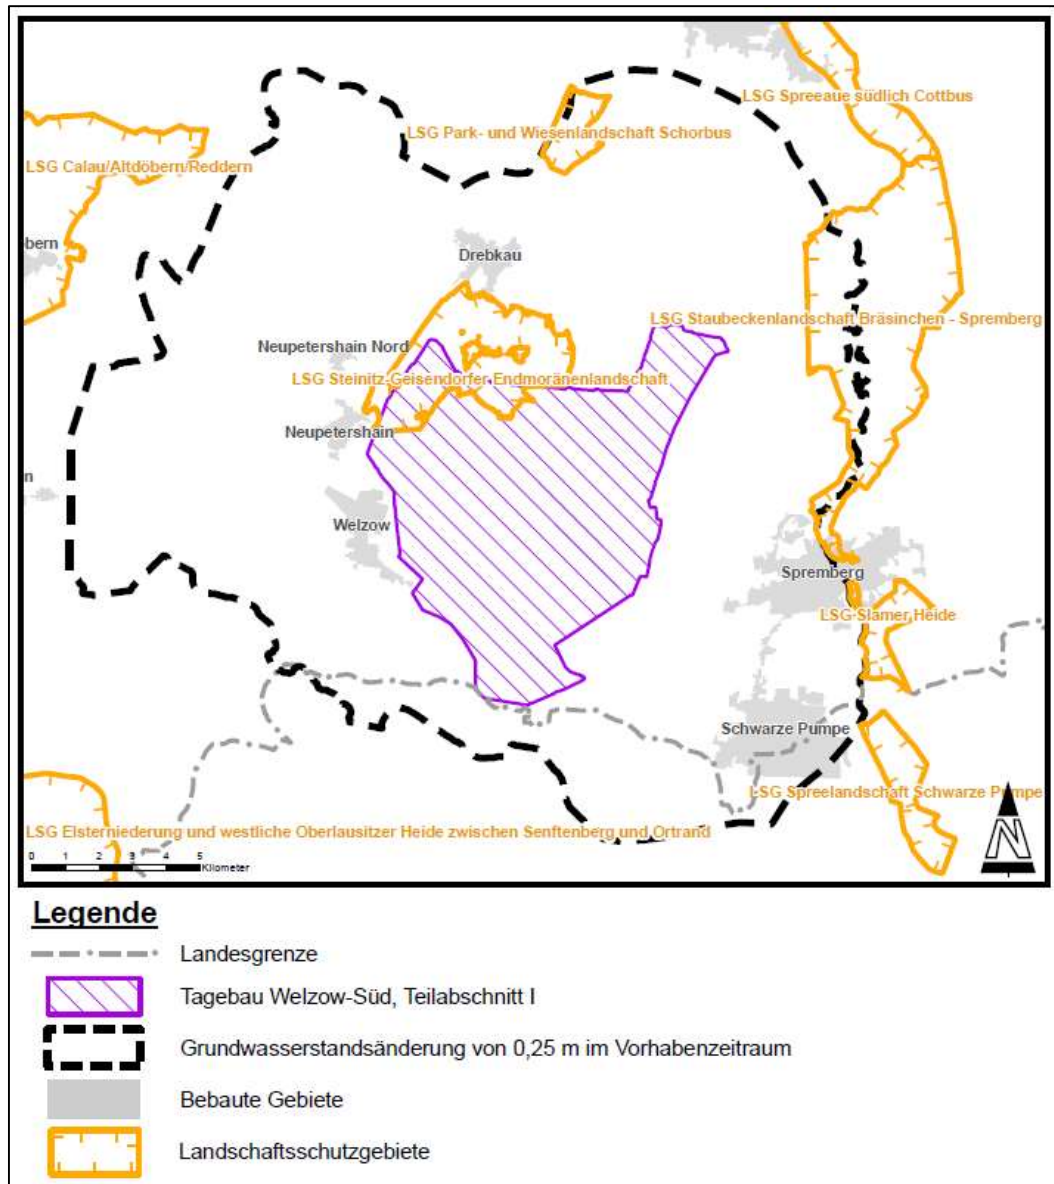 LSG Spreeaue südlich Cottbus
LSG Park- und Wiesenlandschaft Schorbus
LSG Calau/Altdöbern/Reddern
bern
Drebkau
LSG Staubeckenlandschaft Bräsinchen - Spremberg
Neupetershain Nord
LSG Steinitz-Geisendorfer Endmoränenlandschaft
Neupetershain
n
Welzow
Spremberg
LSG Slamer Heide
Schwarze Pumpe
LSG Spreelandschaft Schwarze Pumpe
LSG Elsterniederung und westliche Oberlausitzer Heide zwischen Senftenberg und Ortrand
0 1 2 3 4 5
Kilometer
N
Legende
Landesgrenze
Tagebau Welzow-Süd, Teilabschnitt I
Grundwasserstandsänderung von 0,25 m im Vorhabenzeitraum
Bebaute Gebiete
Landschaftsschutzgebiete